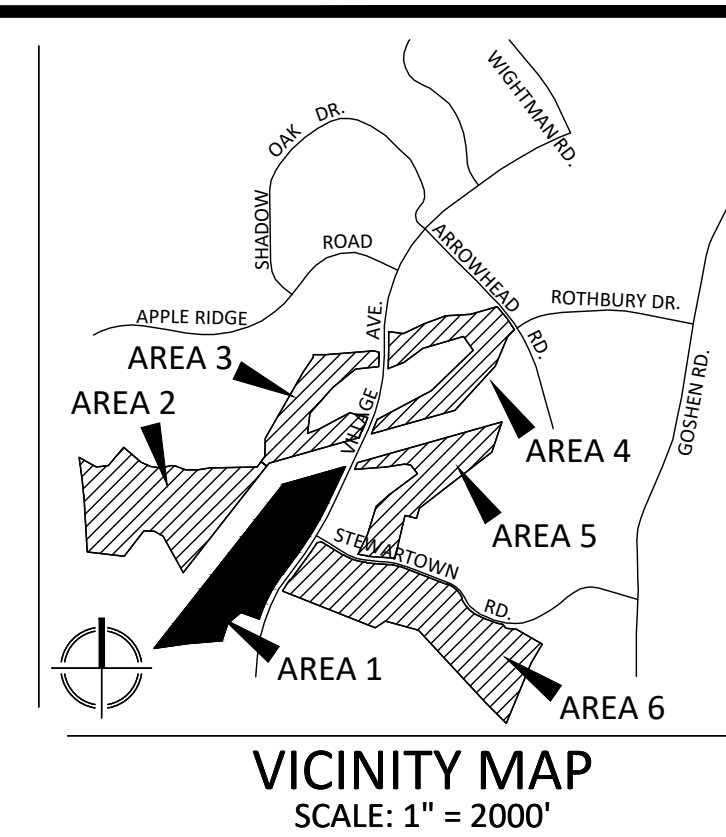 WIGHTMAN RD.
SHADOW OAK DR.
ARROWHEAD RD.
APPLE RIDGE ROAD
ROTHBURY DR.
VILLAGE AVE.
GOSHEN RD.
AREA 3
AREA 2
AREA 4
AREA 5
STEWARTOWN RD.
AREA 1
AREA 6
VICINITY MAP
SCALE: 1" = 2000'